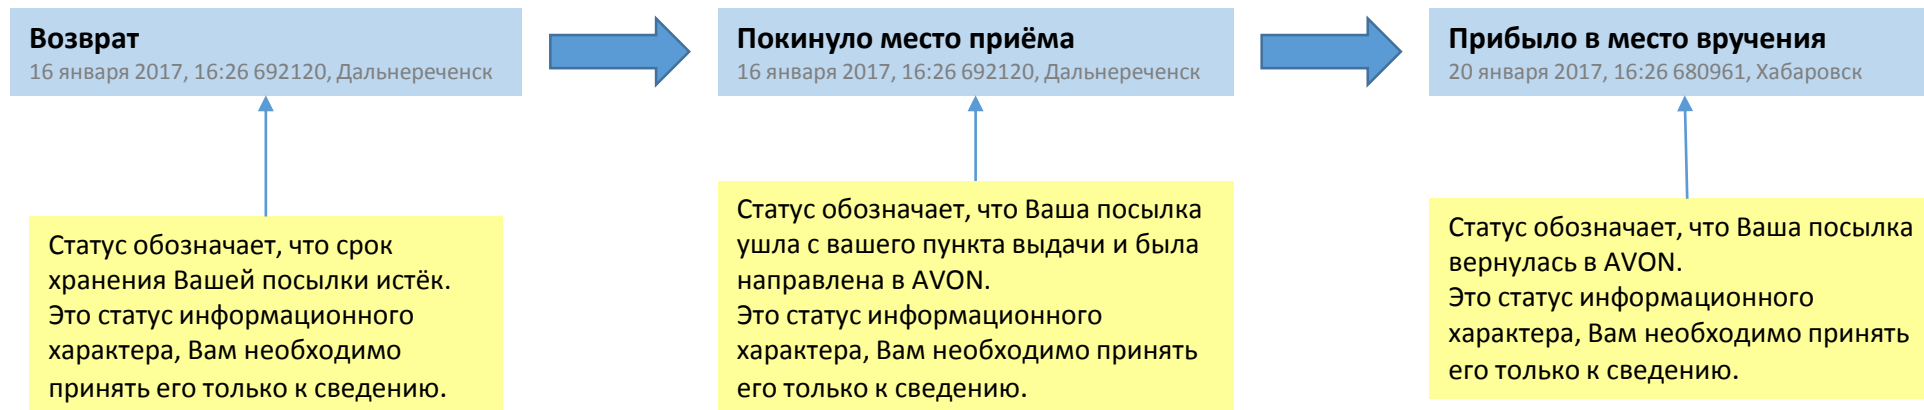 Возврат
16 января 2017, 16:26 692120, Дальнереченск
Покинуло место приёма
16 января 2017, 16:26 692120, Дальнереченск
Прибыло в место вручения
20 января 2017, 16:26 680961, Хабаровск
Статус обозначает, что срок
хранения Вашей посылки истёк.
Это статус информационного
характера, Вам необходимо
принять его только к сведению.
Статус обозначает, что Ваша посылка
ушла с вашего пункта выдачи и была
направлена в AVON.
Это статус информационного
характера, Вам необходимо принять
его только к сведению.
Статус обозначает, что Ваша посылка
вернулась в AVON.
Это статус информационного
характера, Вам необходимо принять
его только к сведению.